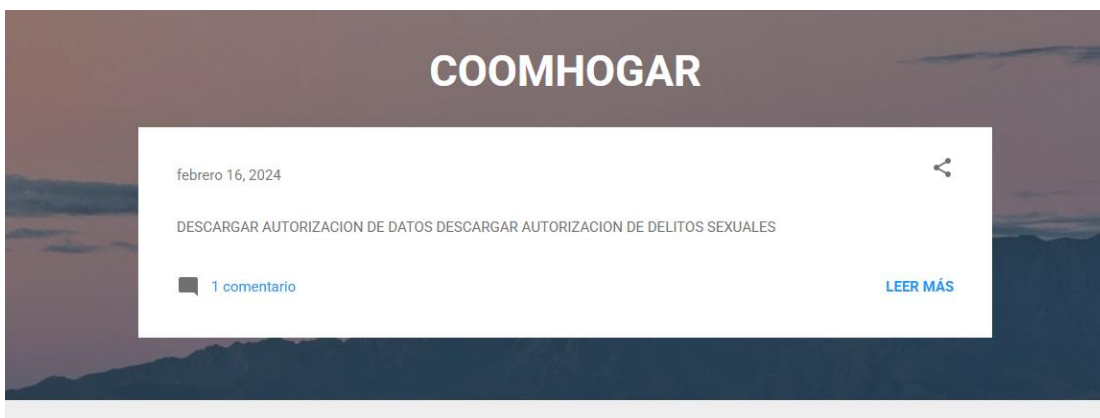 COOMHOGAR
febrero 16, 2024
DESCARGAR AUTORIZACION DE DATOS DESCARGAR AUTORIZACION DE DELITOS SEXUALES
1 comentario
LEER MÁS